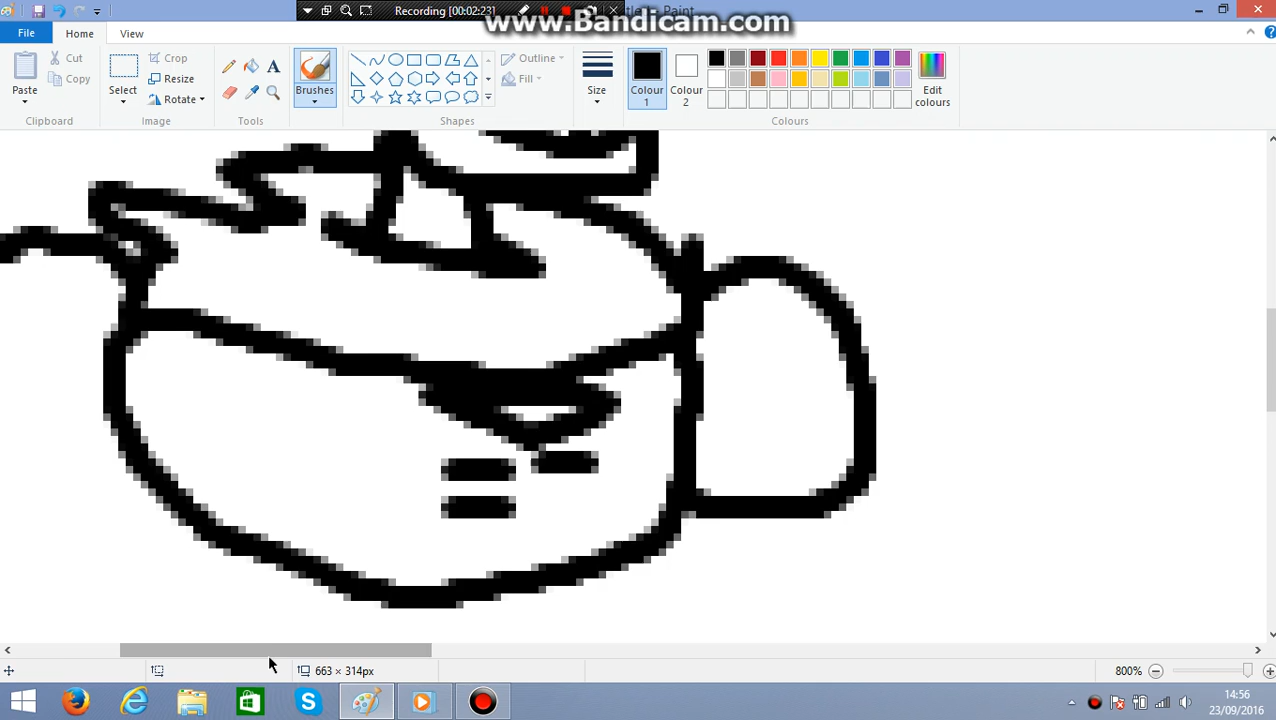 Recording [00:02:23]
Paint
www.Bandicam.com
File
Home
View
Paste
Cut
Copy
Clipboard
Select
Crop
Resize
Rotate
Image
Tools
Brushes
Outline
Fill
Shapes
Size
Colour 1
Colour 2
Edit colours
Colours
663 × 314px
800%
14:56
23/09/2016